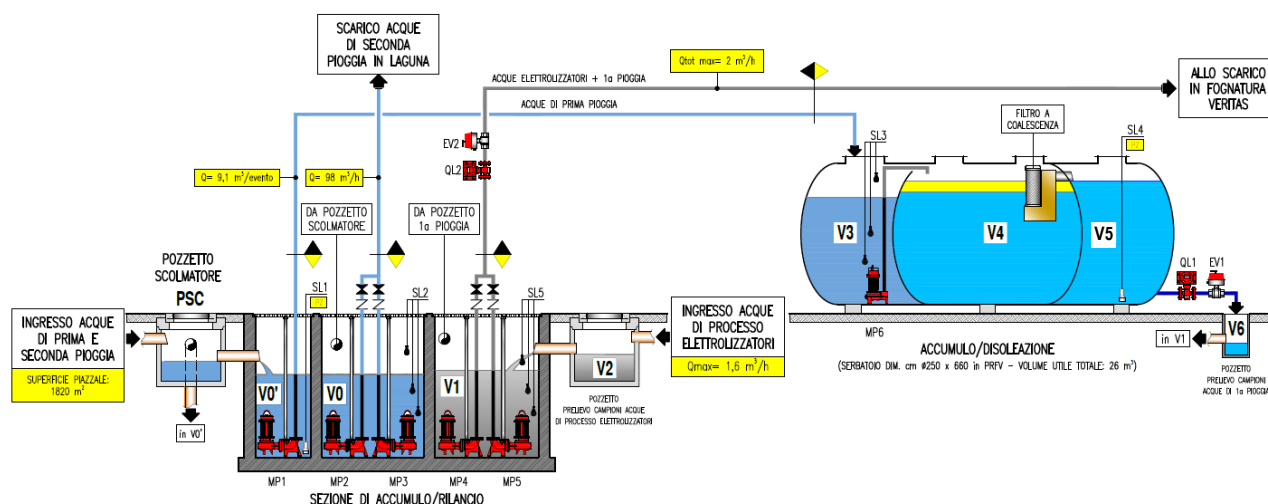 SCARICO ACQUE
DI SECONDA
PIOGGIA IN LAGUNA
Qtot max= 2 m³/h
ACQUE ELETTROLIZZATORI + 1a PIOGGIA
ACQUE DI PRIMA PIOGGIA
ALLO SCARICO
IN FOGNATURA
VERITAS
FILTRO A
COALESCENZA
EV2
QL2
SL3
SL4
Q= 9,1 m³/evento
Q= 98 m³/h
DA POZZETTO
SCOLMATORE
DA POZZETTO
1a PIOGGIA
V3
V4
V5
POZZETTO
SCOLMATORE
PSC
QL1
EV1
SL1
SL2
SL5
INGRESSO ACQUE
DI PRIMA E
SECONDA PIOGGIA
SUPERFICIE PIAZZALE:
1820 m²
INGRESSO ACQUE
DI PROCESSO
ELETTROLIZZATORI
Qmax= 1,6 m³/h
V0'
V0
V1
V2
V6
in V1
in V0'
MP6
ACCUMULO/DISOLEAZIONE
(SERBATOIO DIM. cm ø250 x 660 in PRFV - VOLUME UTILE TOTALE: 26 m³)
POZZETTO
PRELIEVO CAMPIONI ACQUE
DI PROCESSO ELETTROLIZZATORI
POZZETTO
PRELIEVO CAMPIONI
ACQUE DI 1a PIOGGIA
MP1
MP2
MP3
MP4
MP5
SEZIONE DI ACCUMULO/RILANCIO